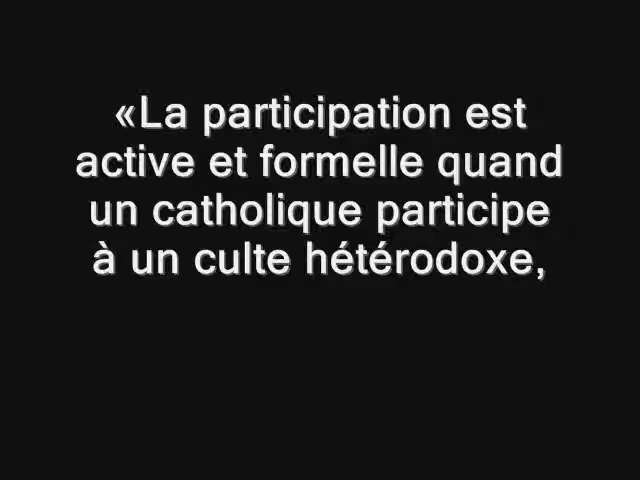 «La participation est
active et formelle quand
un catholique participe
à un culte hétérodoxe,